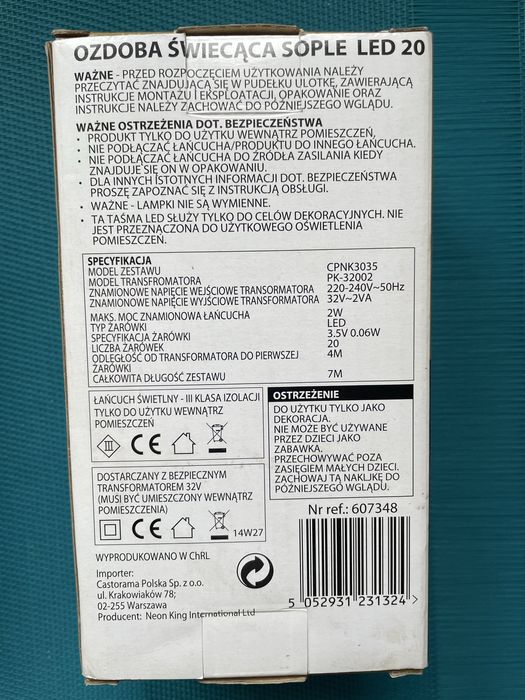 OZDOBA ŚWIECĄCA SOPLE LED 20
WAŻNE - PRZED ROZPOCZĘCIEM UŻYTKOWANIA NALEŻY
PRZECZYTAĆ ZNAJDUJĄCĄ SIĘ W PUDEŁKU ULOTKĘ, ZAWIERAJĄCĄ
INSTRUKCJE MONTAŻU I EKSPLOATACJI, OPAKOWANIE ORAZ
INSTRUKCJE NALEŻY ZACHOWAĆ DO PÓŹNIEJSZEGO WGLĄDU.
WAŻNE OSTRZEŻENIA DOT. BEZPIECZEŃSTWA
• PRODUKT TYLKO DO UŻYTKU WEWNĄTRZ POMIESZCZEŃ,
• NIE PODŁĄCZAĆ ŁAŃCUCHA/PRODUKTU DO INNEGO ŁAŃCUCHA.
• NIE PODŁĄCZAĆ ŁAŃCUCHA DO ŹRÓDŁA ZASILANIA KIEDY
ZNAJDUJE SIĘ ON W OPAKOWANIU.
• DLA INNYCH ISTOTNYCH INFORMACJI DOT. BEZPIECZEŃSTWA
PROSZĘ ZAPOZNAĆ SIĘ Z INSTRUKCJĄ OBSŁUGI.
• WAŻNE - LAMPKI NIE SĄ WYMIENNE.
• TA TAŚMA LED SŁUŻY TYLKO DO CELÓW DEKORACYJNYCH. NIE
JEST PRZEZNACZONA DO ZWYKŁEGO OŚWIETLENIA
POMIESZCZEŃ.
SPECYFIKACJA
MODEL ZESTAWU CPNK3035
MODEL TRANSFROMATORA PK-32002
ZNAMIONOWE NAPIĘCIE WEJŚCIOWE TRANSORMATORA 220-240V~50Hz
ZNAMIONOWE NAPIĘCIE WYJŚCIOWE TRANSFORMATORA 32V~2VA
MAKS. MOC ZNAMIONOWA ŁAŃCUCHA 2W
TYP ŻARÓWKI LED
SPECYFIKACJA ŻARÓWKI 3.5V 0.06W
LICZBA ŻARÓWEK 20
ODLEGŁOŚĆ OD TRANSFORMATORA DO PIERWSZEJ 4M
ŻARÓWKI
CAŁKOWITA DŁUGOŚĆ ZESTAWU 7M
ŁAŃCUCH ŚWIETLNY - III KLASA IZOLACJI
TYLKO DO UŻYTKU WEWNĄTRZ
POMIESZCZEŃ
III CE
DOSTARCZANY Z BEZPIECZNYM
TRANSFORMATOREM 32V
(MUSI BYĆ UMIESZCZONY WEWNĄTRZ
POMIESZCZEŃ)
CE 14W27
OSTRZEŻENIE
DO UŻYTKU TYLKO JAKO
DEKORACJA.
NIE MOŻE BYĆ UŻYWANE
PRZEZ DZIECI JAKO
ZABAWKA.
PRZECHOWYWAĆ POZA
ZASIĘGIEM MAŁYCH DZIECI.
ZACHOWAJ TĄ NAKLEJKĘ DO
PÓŹNIEJSZEGO WGLĄDU.
Nr ref.: 607348
5 052931 231324 >
WYPRODUKOWANO W ChRL
Importer:
Castorama Polska Sp. z o.o.
ul. Krakowiaków 78;
02-255 Warszawa
Producent: Neon King International Ltd